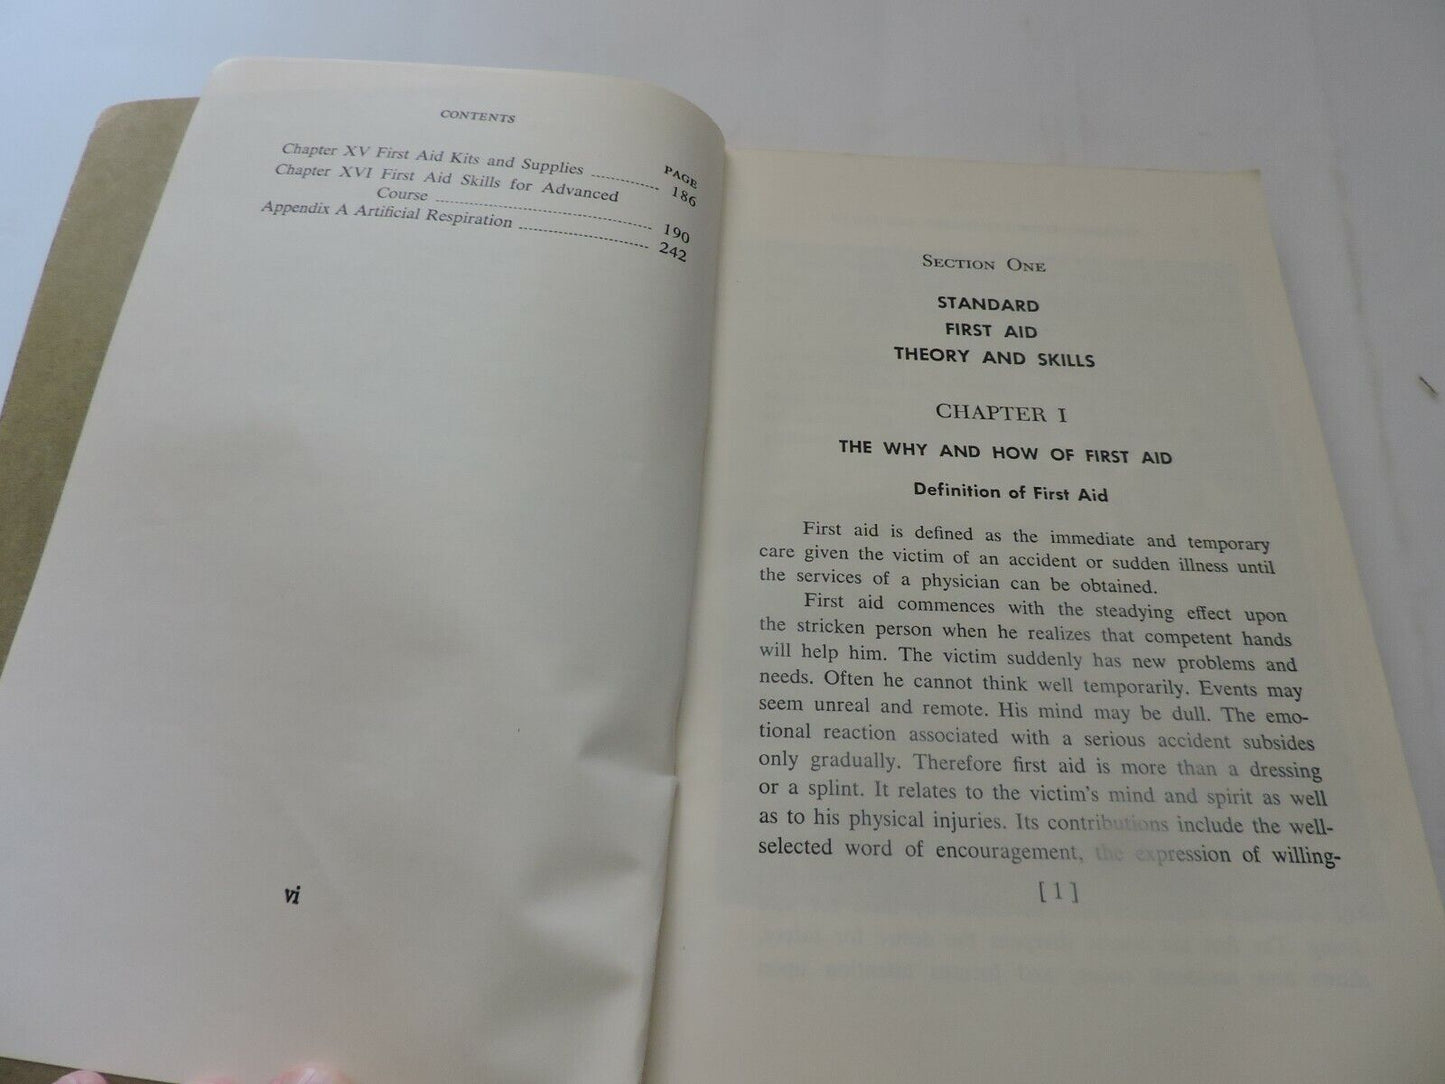 CONTENTS
PAGE
Chapter XV First Aid Kits and Supplies 186
Chapter XVI First Aid Skills for Advanced
Course 190
Appendix A Artificial Respiration 242
vi
SECTION ONE
STANDARD
FIRST AID
THEORY AND SKILLS
CHAPTER I
THE WHY AND HOW OF FIRST AID
Definition of First Aid
First aid is defined as the immediate and temporary
care given the victim of an accident or sudden illness until
the services of a physician can be obtained.
First aid commences with the steadying effect upon
the stricken person when he realizes that competent hands
will help him. The victim suddenly has new problems and
needs. Often he cannot think well temporarily. Events may
seem unreal and remote. His mind may be dull. The emo-
tional reaction associated with a serious accident subsides
only gradually. Therefore first aid is more than a dressing
or a splint. It relates to the victim's mind and spirit as well
as to his physical injuries. Its contributions include the well-
selected word of encouragement, the expression of willing-
[ 1 ]